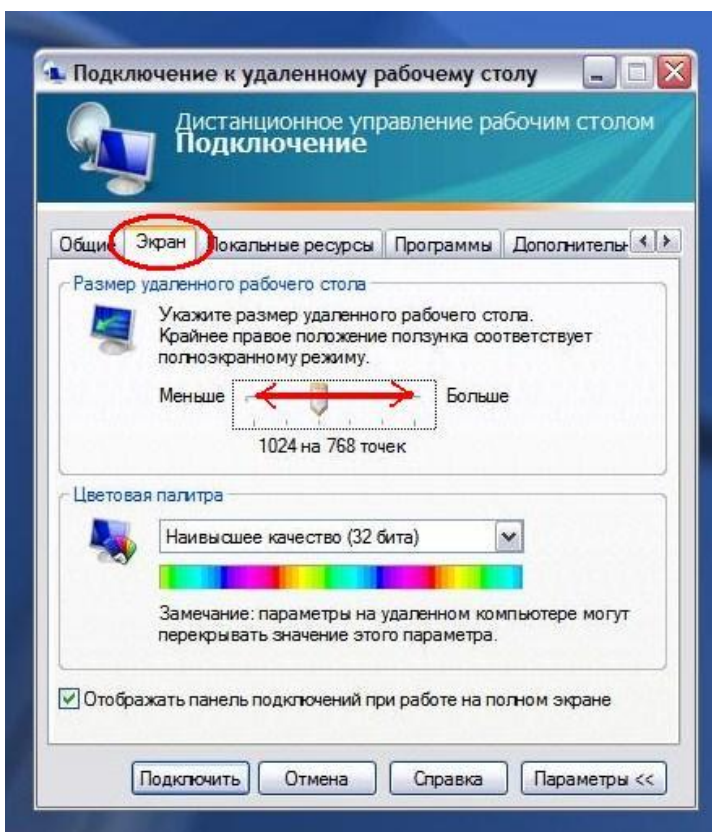 Подключение к удаленному рабочему столу
Дистанционное управление рабочим столом
Подключение
Общие Экран Локальные ресурсы Программы Дополнитель
Размер удаленного рабочего стола
Укажите размер удаленного рабочего стола.
Крайнее правое положение ползунка соответствует
полноэкранному режиму.
Меньше Больше
1024 на 768 точек
Цветовая палитра
Наивысшее качество (32 бита)
Замечание: параметры на удаленном компьютере могут
перекрывать значение этого параметра.
Отображать панель подключений при работе на полном экране
Подключить Отмена Справка Параметры <<